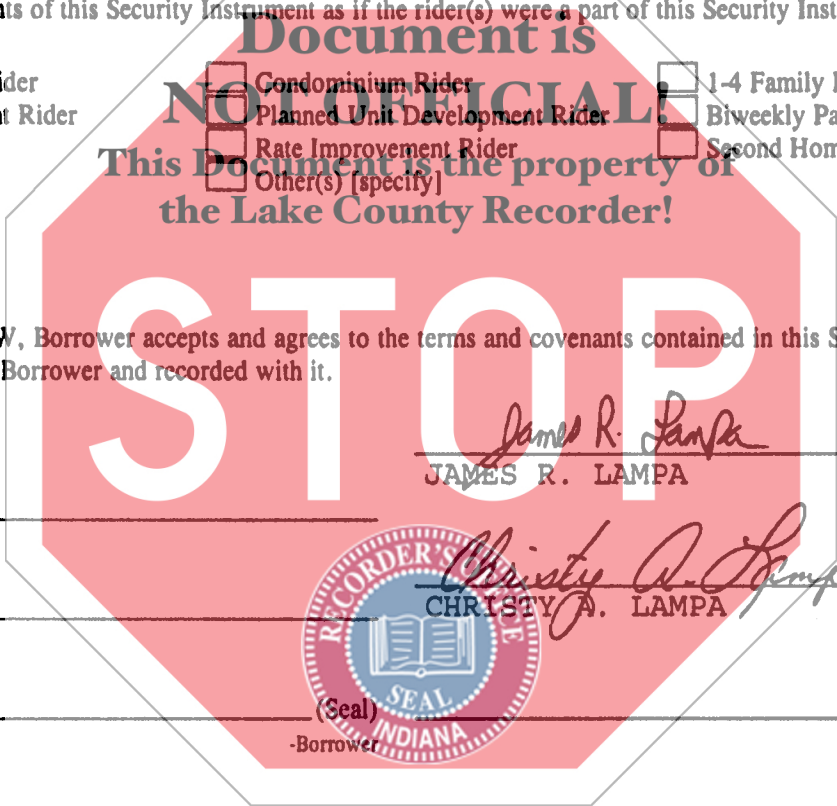 ts of this Security Instrument as if the rider(s) were a part of this Security Inst
Document is
ider Condominium Rider 1-4 Family
NOT OFFICIAL!
t Rider Planned Unit Development Rider Biweekly Pa
Rate Improvement Rider Second Hom
This Document is the property of
Other(s) [specify]
the Lake County Recorder!
STOP
V, Borrower accepts and agrees to the terms and covenants contained in this S
Borrower and recorded with it.
James R. Lampa
JAMES R. LAMPA
Christy A. Lampa
CHRISTY A. LAMPA
RECORDER'S OFFICE
SEAL
INDIANA
(Seal)
-Borrower